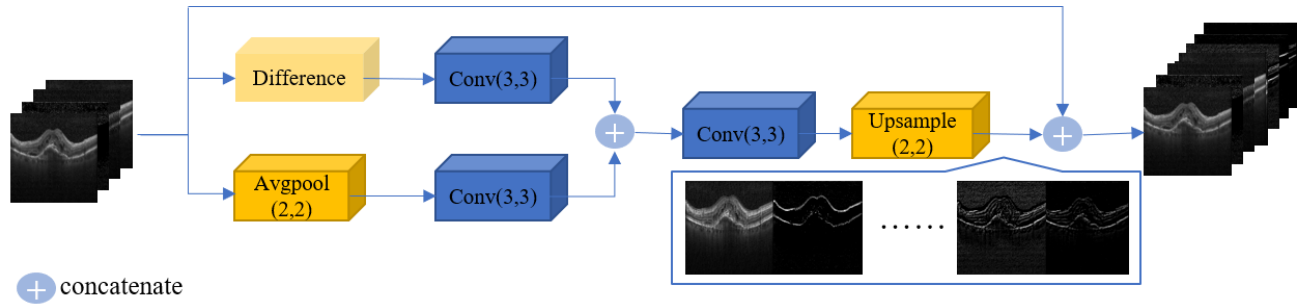 Difference
Conv(3,3)
Conv(3,3)
Upsample
(2,2)
Avgpool
(2,2)
Conv(3,3)
......
concatenate